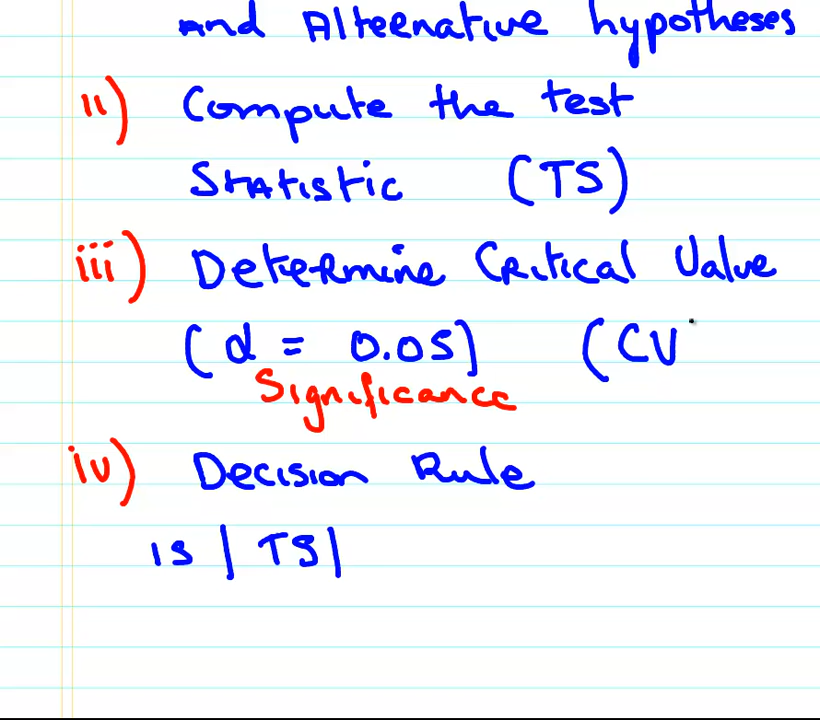 and Alternative hypotheses
ii) Compute the test
Statistic (TS)
iii) Determine Critical Value
(α = 0.05) (CV
Significance
iv) Decision Rule
is | TS|